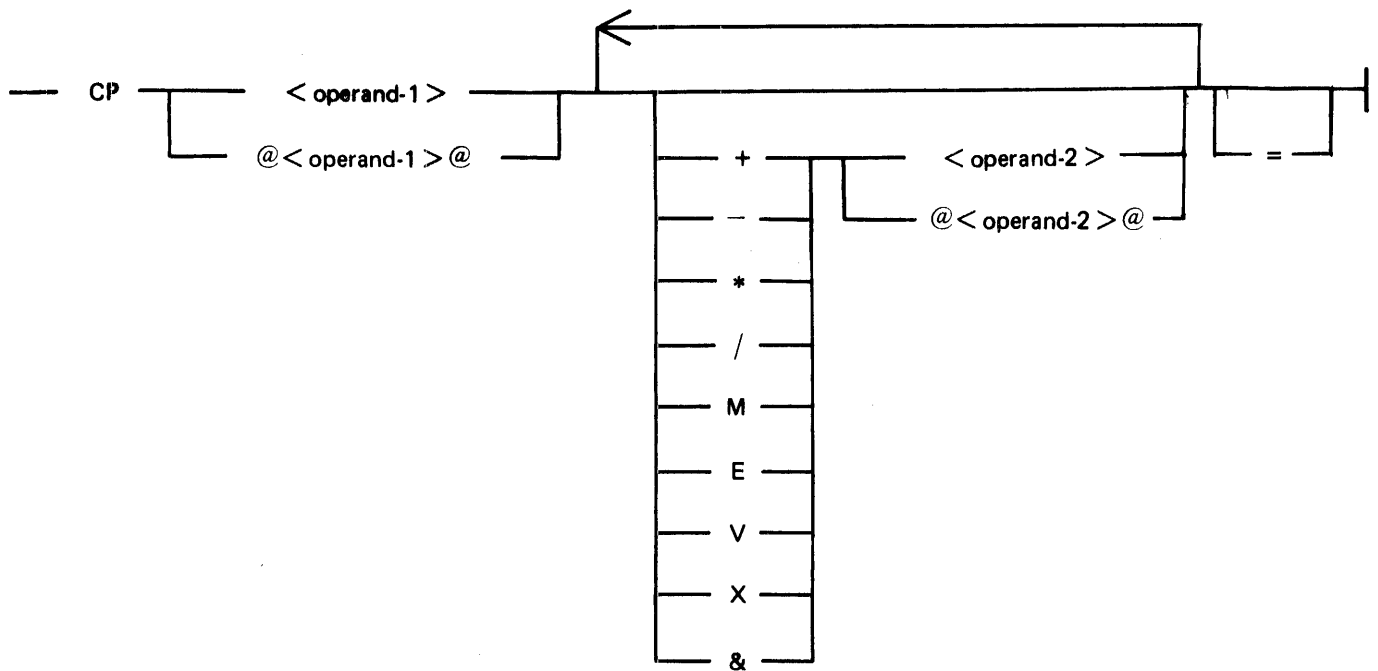 CP < operand-1 >
@< operand-1 >@
+ < operand-2 > =
− @< operand-2 >@
*
/
M
E
V
X
&